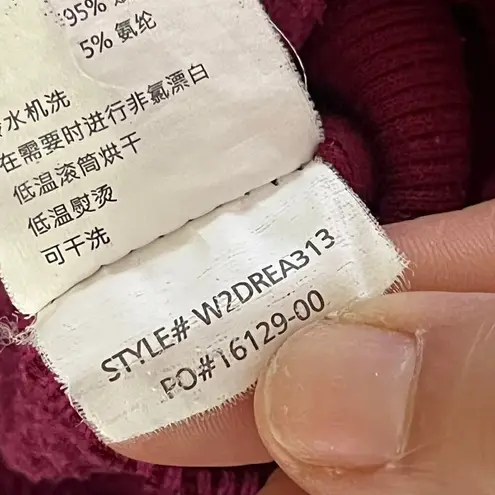 95%
5% 氨纶
水机洗
在需要时进行非氯漂白
低温滚筒烘干
低温熨烫
可干洗
STYLE# W2DREA313
PO#16129-00